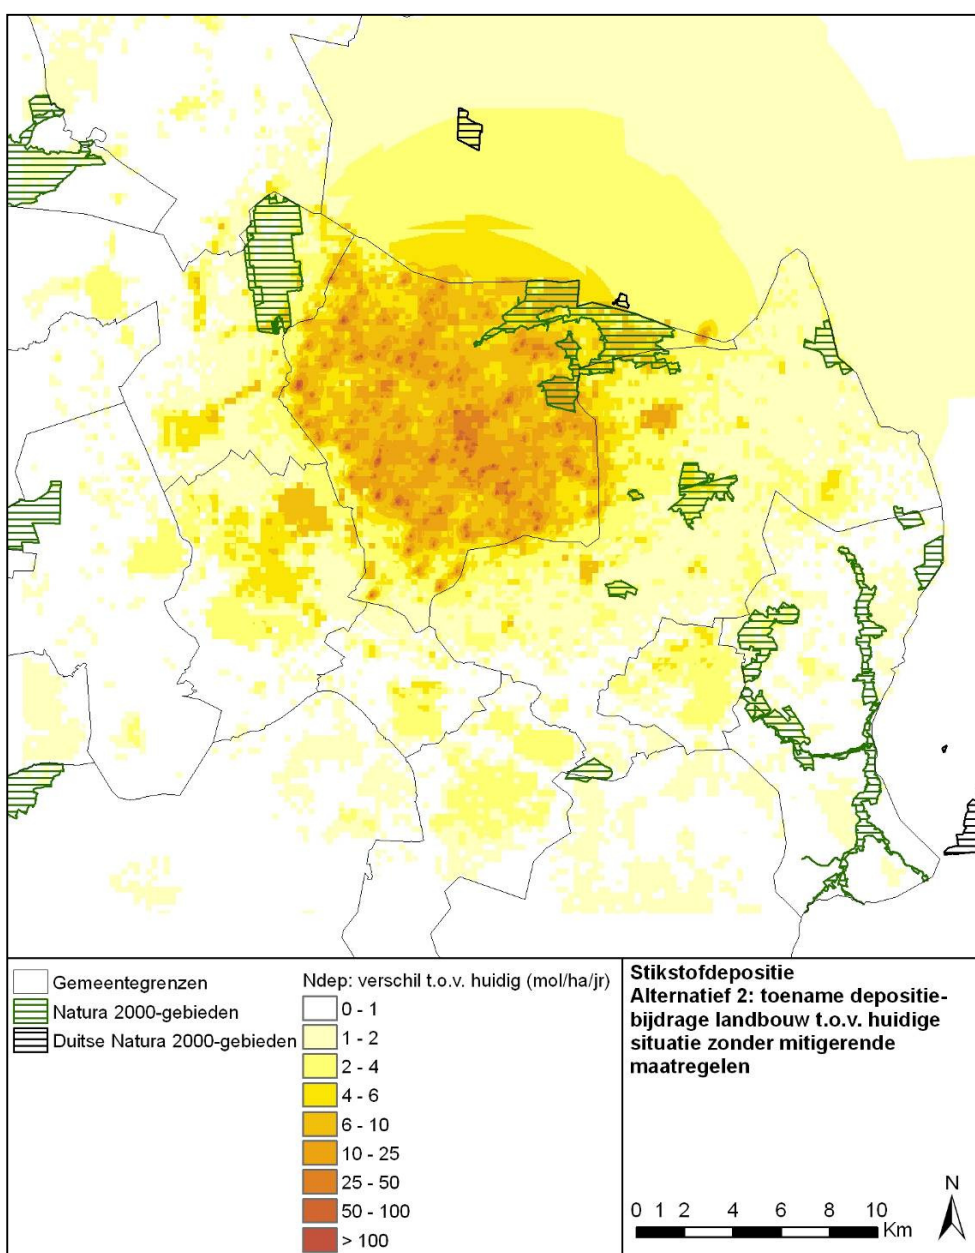 Gemeentegrenzen
Natura 2000-gebieden
Duitse Natura 2000-gebieden
Ndep: verschil t.o.v. huidig (mol/ha/jr)
0 - 1
1 - 2
2 - 4
4 - 6
6 - 10
10 - 25
25 - 50
50 - 100
> 100
Stikstofdepositie
Alternatief 2: toename depositie-
bijdrage landbouw t.o.v. huidige
situatie zonder mitigerende
maatregelen
N
0 1 2 4 6 8 10
Km